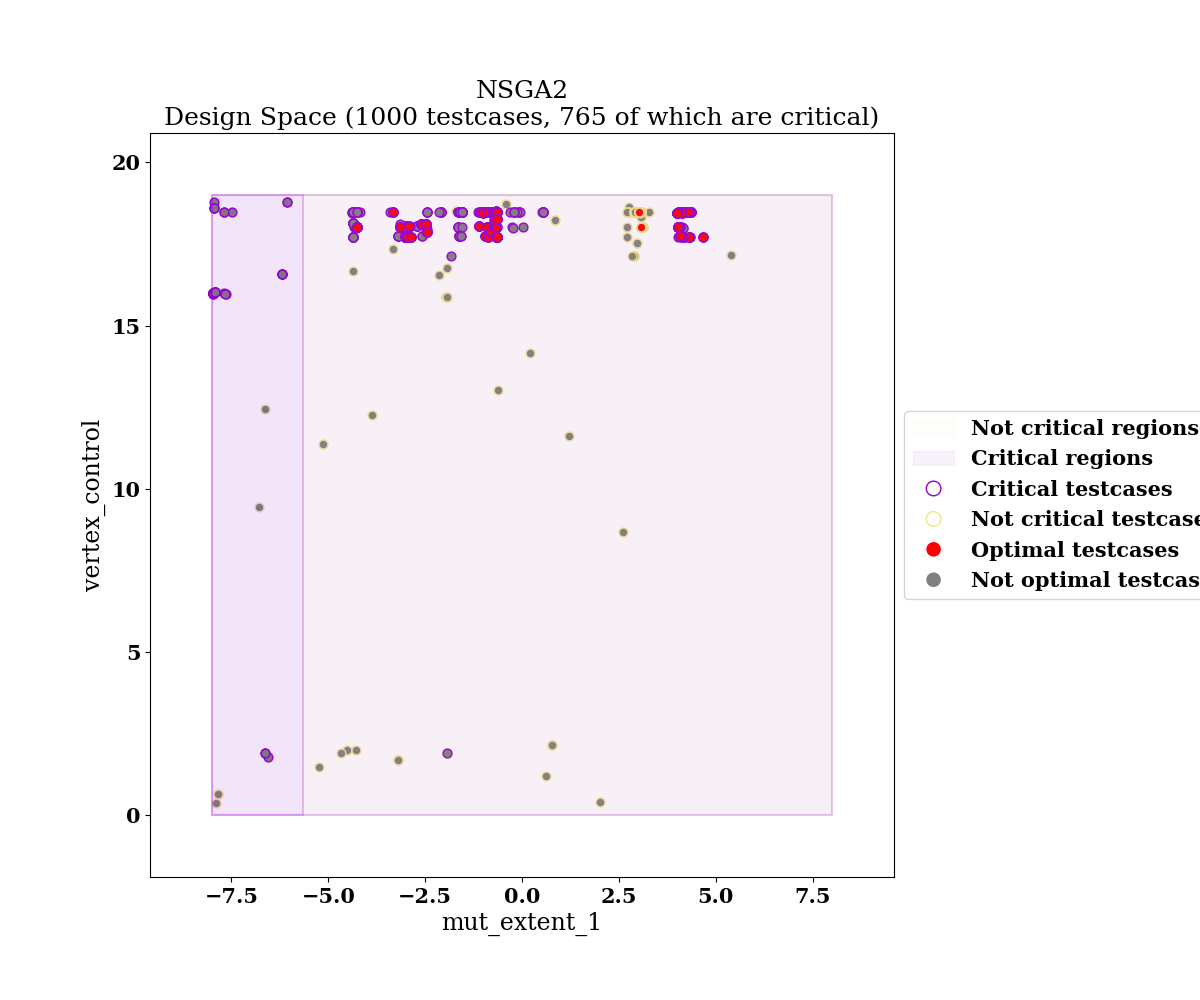 NSGA2
Design Space (1000 testcases, 765 of which are critical)
20
15
10
5
0
vertex_control
−7.5
−5.0
−2.5
0.0
2.5
5.0
7.5
mut_extent_1
Not critical regions
Critical regions
Critical testcases
Not critical testcase
Optimal testcases
Not optimal testcas